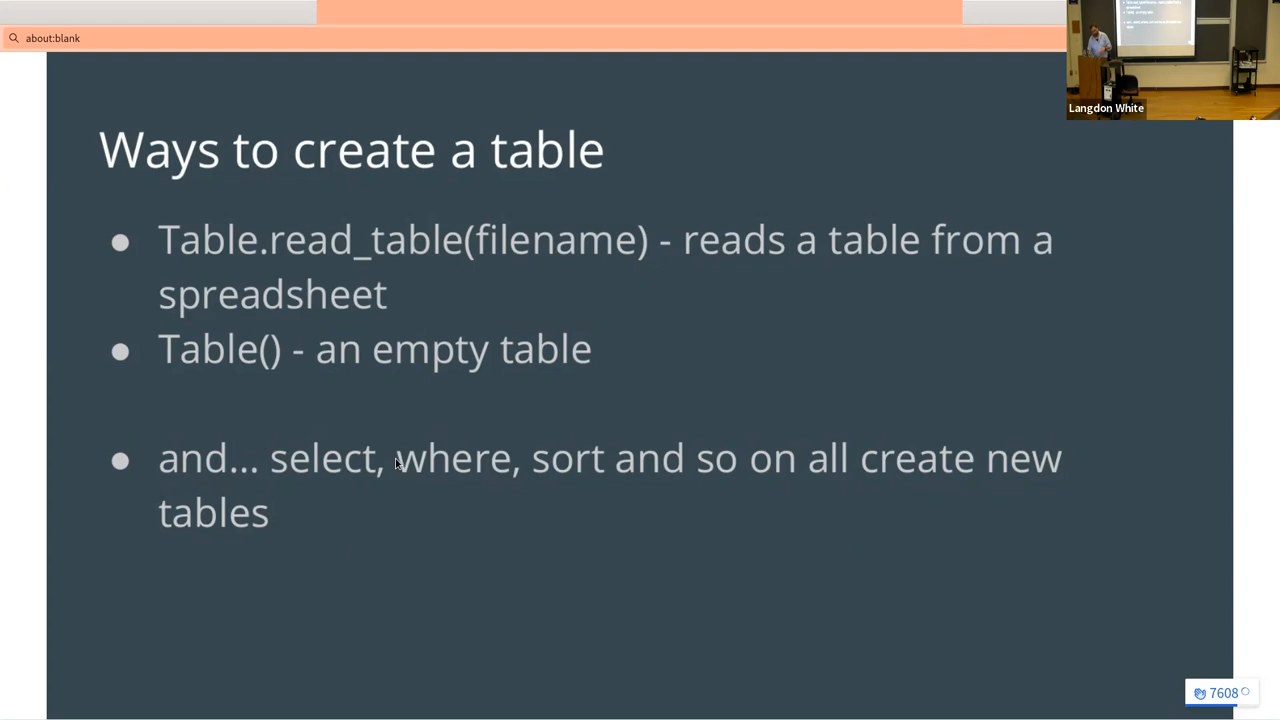 about:blank
Langdon White
Ways to create a table
● Table.read_table(filename) - reads a table from a
spreadsheet
● Table() - an empty table
● and... select, where, sort and so on all create new
tables
7608